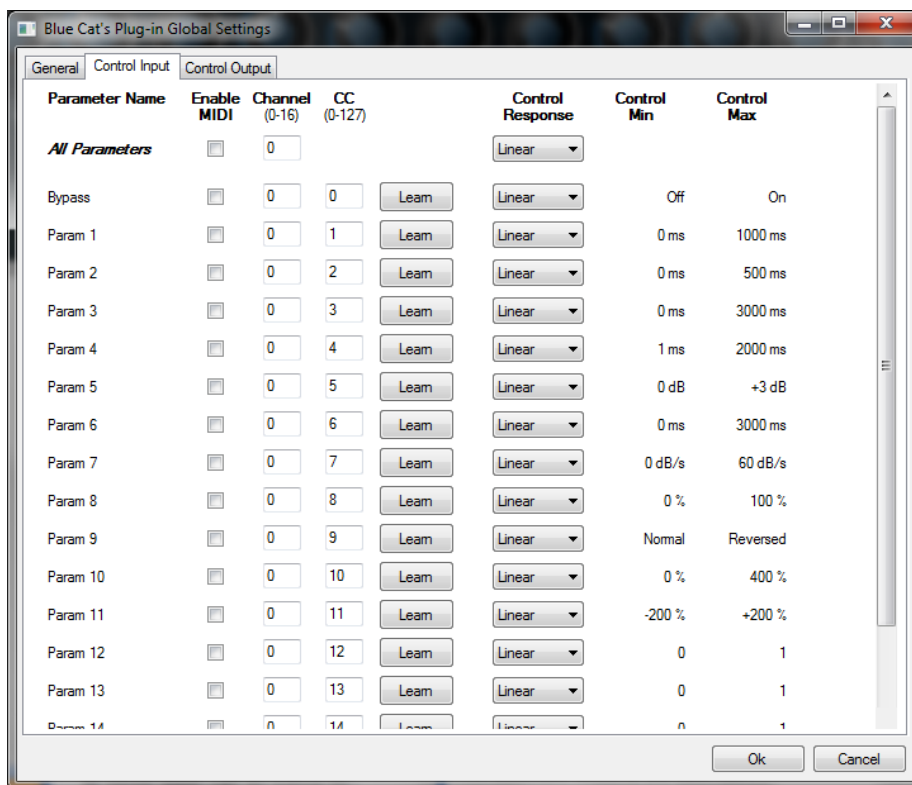 Blue Cat's Plug-in Global Settings
General Control Input Control Output
Parameter Name Enable MIDI Channel (0-16) CC (0-127) Control Response Control Min Control Max
All Parameters 0 Linear
Bypass 0 0 Learn Linear Off On
Param 1 0 1 Learn Linear 0 ms 1000 ms
Param 2 0 2 Learn Linear 0 ms 500 ms
Param 3 0 3 Learn Linear 0 ms 3000 ms
Param 4 0 4 Learn Linear 1 ms 2000 ms
Param 5 0 5 Learn Linear 0 dB +3 dB
Param 6 0 6 Learn Linear 0 ms 3000 ms
Param 7 0 7 Learn Linear 0 dB/s 60 dB/s
Param 8 0 8 Learn Linear 0 % 100 %
Param 9 0 9 Learn Linear Normal Reversed
Param 10 0 10 Learn Linear 0 % 400 %
Param 11 0 11 Learn Linear -200 % +200 %
Param 12 0 12 Learn Linear 0 1
Param 13 0 13 Learn Linear 0 1
Param 14 0 14 Learn Linear 0 1
Ok Cancel